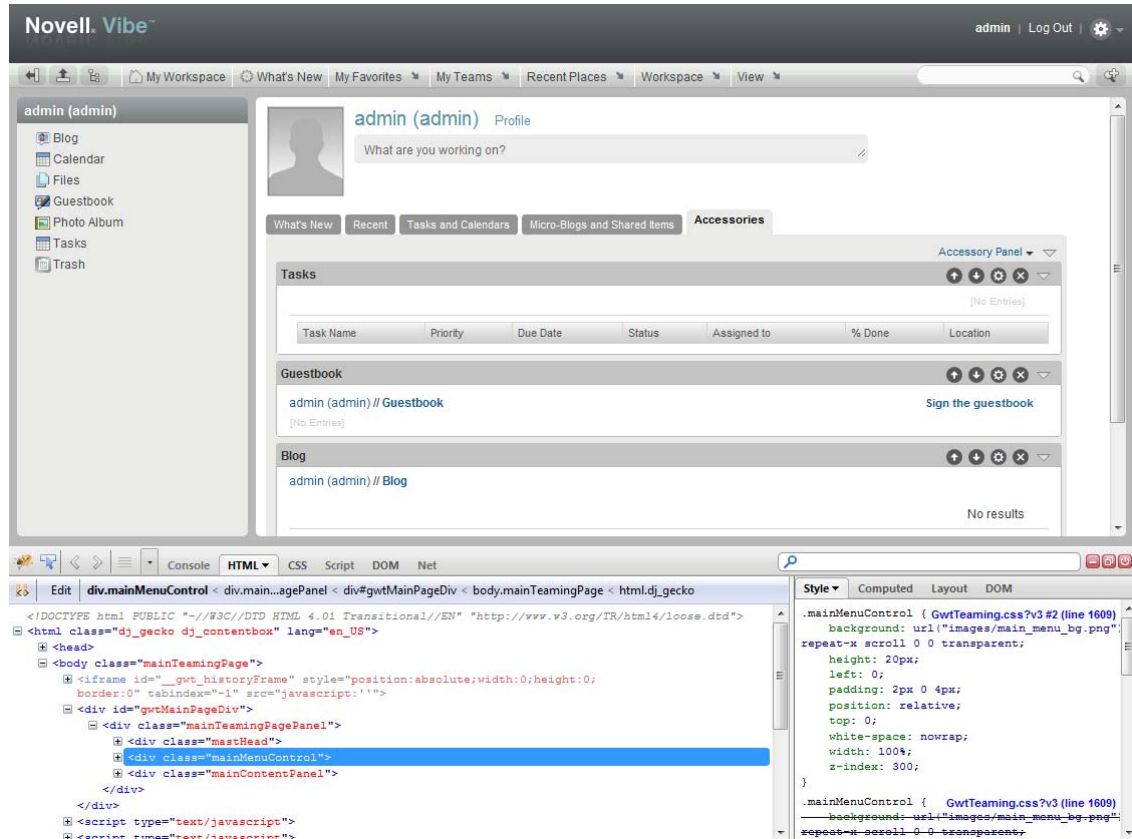 Novell. Vibe™
admin | Log Out |
My Workspace What's New My Favorites My Teams Recent Places Workspace View
admin (admin)
Blog
Calendar
Files
Guestbook
Photo Album
Tasks
Trash
admin (admin) Profile
What are you working on?
What's New Recent Tasks and Calendars Micro-Blogs and Shared Items Accessories
Accessory Panel
Tasks
[No Entries]
Task Name Priority Due Date Status Assigned to % Done Location
Guestbook
admin (admin) // Guestbook Sign the guestbook
[No Entries]
Blog
admin (admin) // Blog
No results
Console HTML CSS Script DOM Net
Edit div.mainMenuControl < div.main...agePanel < div#gwtMainPageDiv < body.mainTeamingPage < html.dj_gecko
<!DOCTYPE html PUBLIC "-//W3C//DTD HTML 4.01 Transitional//EN" "http://www.w3.org/TR/html4/loose.dtd">
<html class="dj_gecko dj_contentbox" lang="en_US">
<head>
<body class="mainTeamingPage">
<iframe id="__gwt_historyFrame" style="position:absolute;width:0;height:0;
border:0" tabindex="-1" src="javascript:''">
<div id="gwtMainPageDiv">
<div class="mainTeamingPagePanel">
<div class="mastHead">
<div class="mainMenuControl">
<div class="mainContentPanel">
</div>
</div>
<script type="text/javascript">
<script type="text/javascript">
Style Computed Layout DOM
.mainMenuControl { GwtTeaming.css?v3 #2 (line 1609)
background: url("images/main_menu_bg.png")
repeat-x scroll 0 0 transparent;
height: 20px;
left: 0;
padding: 2px 0 4px;
position: relative;
top: 0;
white-space: nowrap;
width: 100%;
z-index: 300;
}
.mainMenuControl { GwtTeaming.css?v3 (line 1609)
background: url("images/main_menu_bg.png")
repeat-x scroll 0 0 transparent;